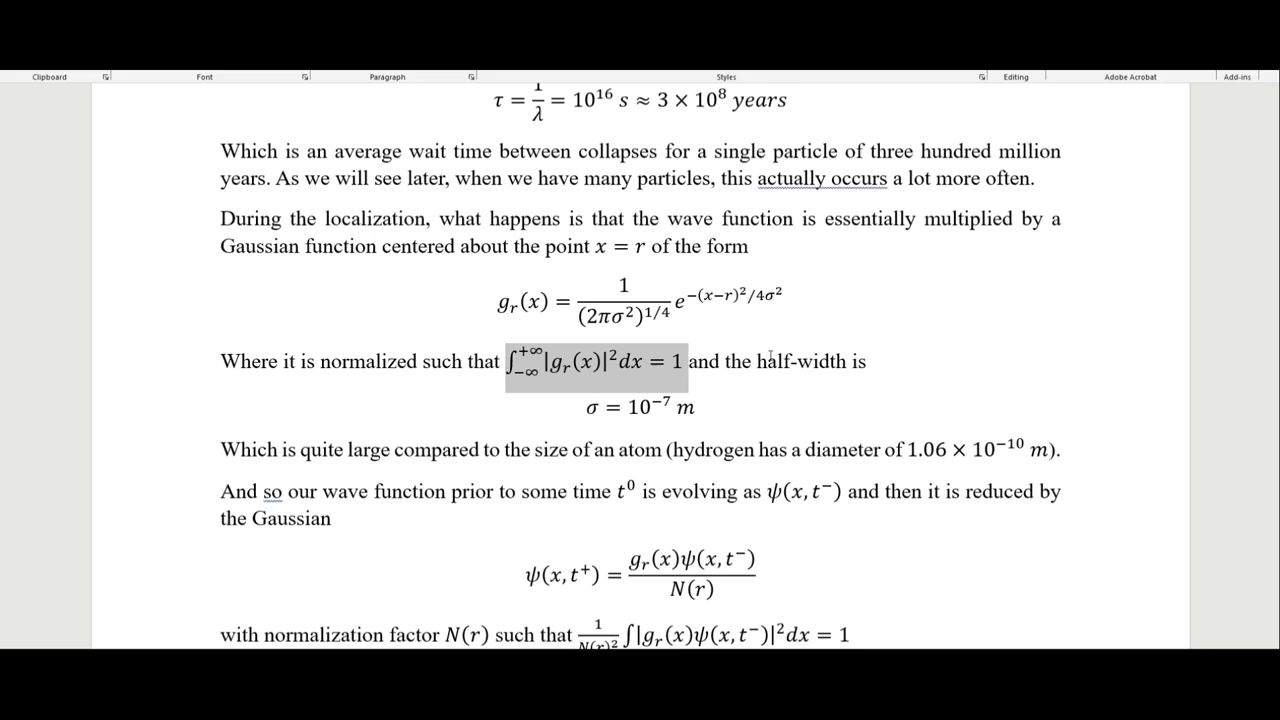 Clipboard Font Paragraph Styles Editing Adobe Acrobat Add-ins
τ = 1/λ = 10¹⁶ s ≈ 3 × 10⁸ years
Which is an average wait time between collapses for a single particle of three hundred million
years. As we will see later, when we have many particles, this actually occurs a lot more often.
During the localization, what happens is that the wave function is essentially multiplied by a
Gaussian function centered about the point x = r of the form
gᵣ(x) = 1/(2πσ²)^{1/4} e^{−(x−r)²/4σ²}
Where it is normalized such that ∫_{−∞}^{+∞}|gᵣ(x)|²dx = 1 and the half-width is
σ = 10⁻⁷ m
Which is quite large compared to the size of an atom (hydrogen has a diameter of 1.06 × 10⁻¹⁰ m).
And so our wave function prior to some time t⁰ is evolving as ψ(x, t⁻) and then it is reduced by
the Gaussian
ψ(x, t⁺) = gᵣ(x)ψ(x, t⁻)/N(r)
with normalization factor N(r) such that 1/N(r)² ∫|gᵣ(x)ψ(x, t⁻)|²dx = 1